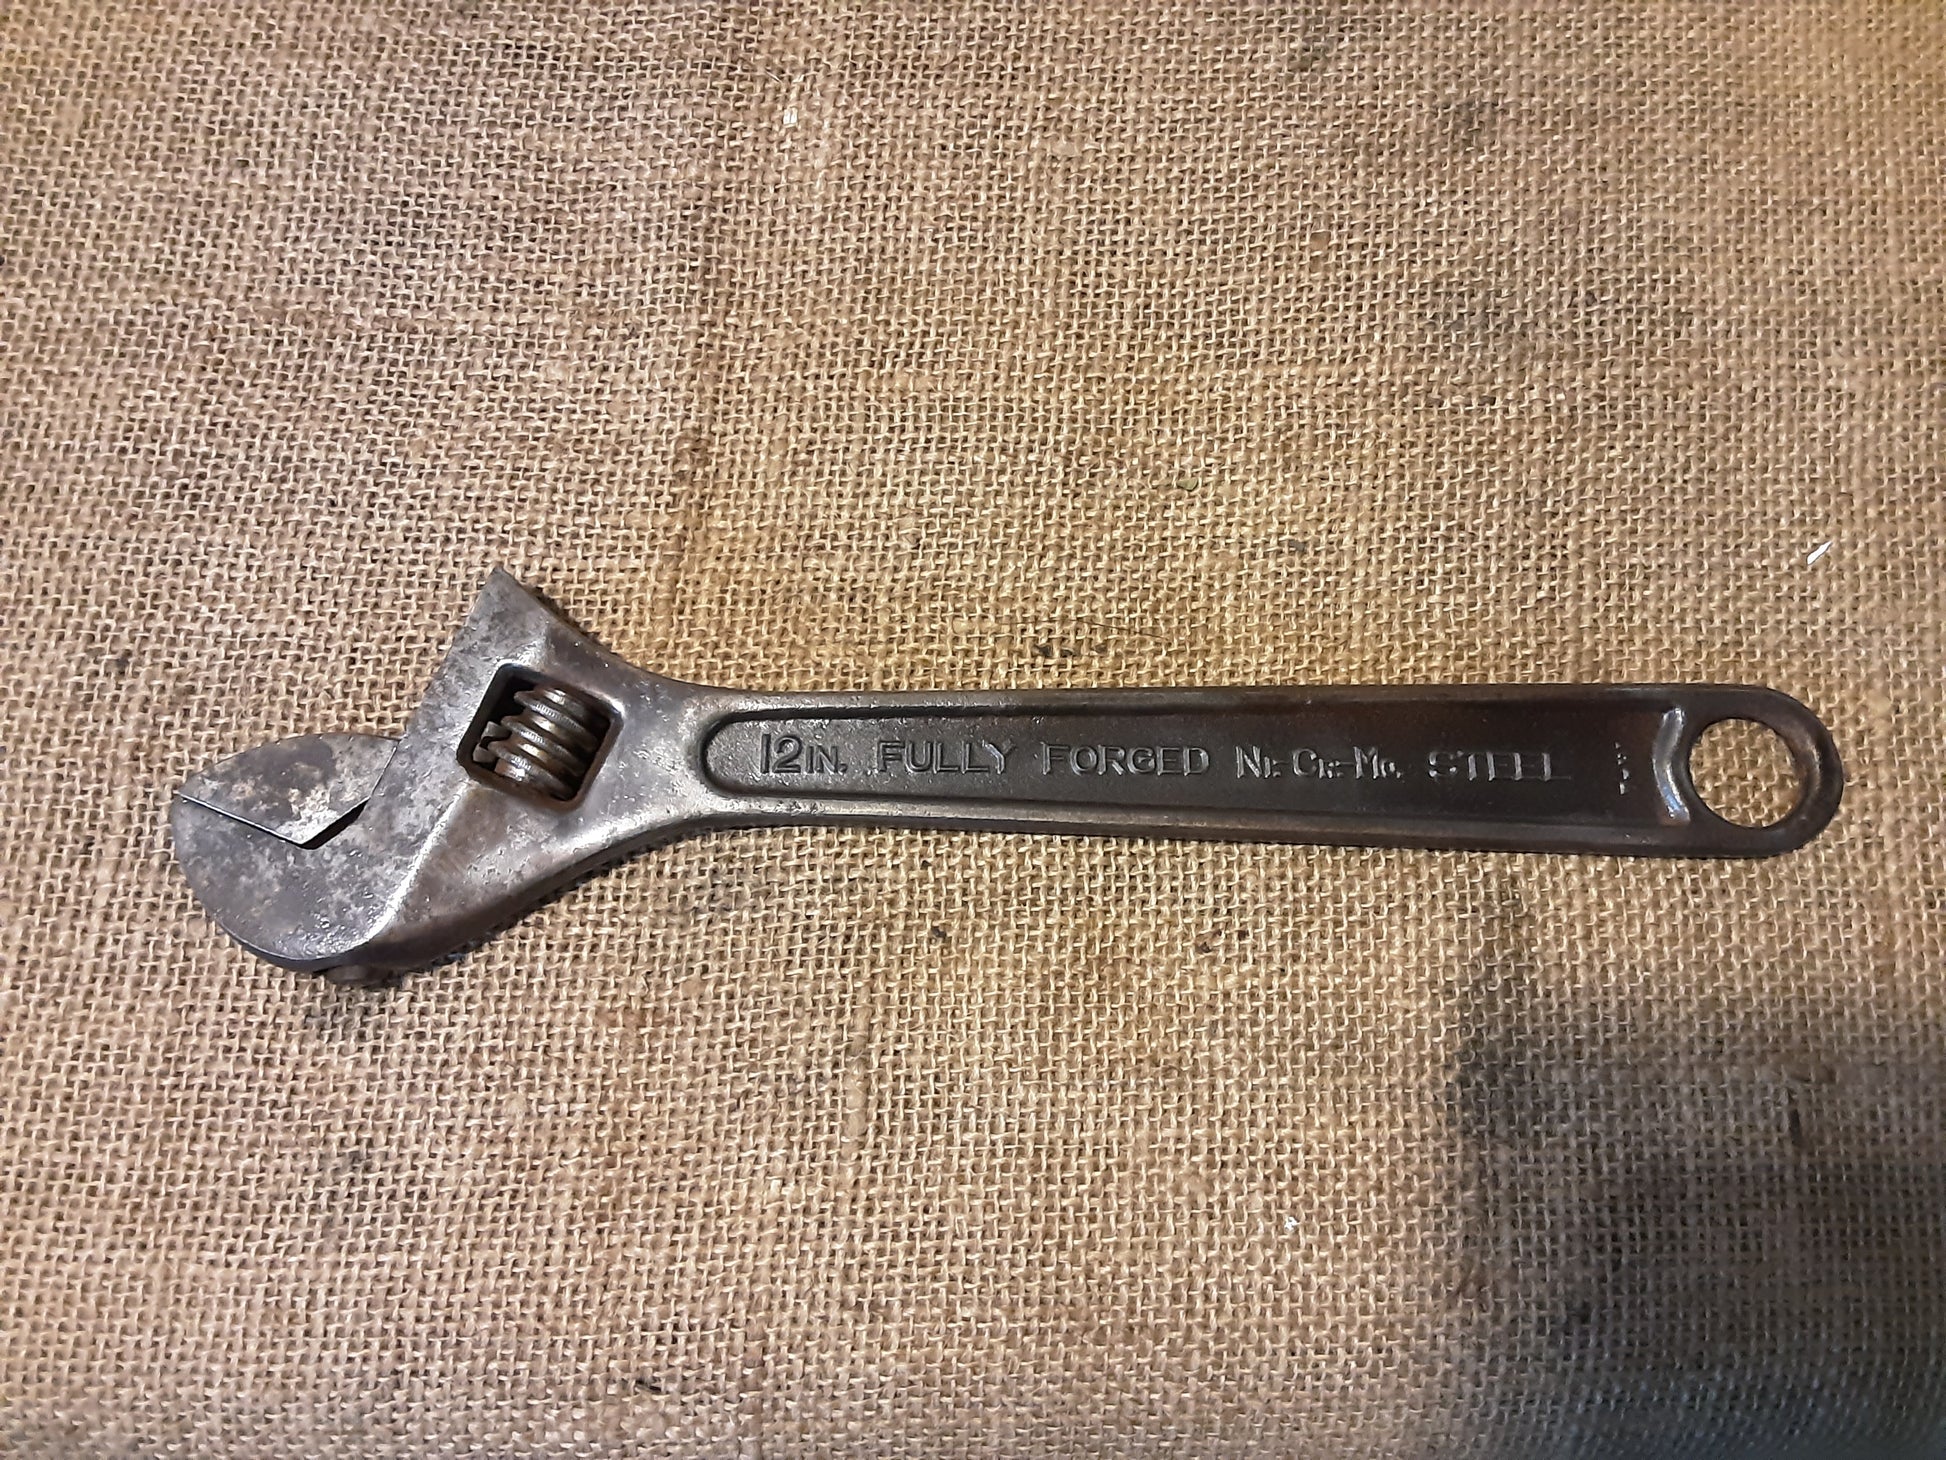 12IN. FULLY FORGED NI-CR-MO. STEEL